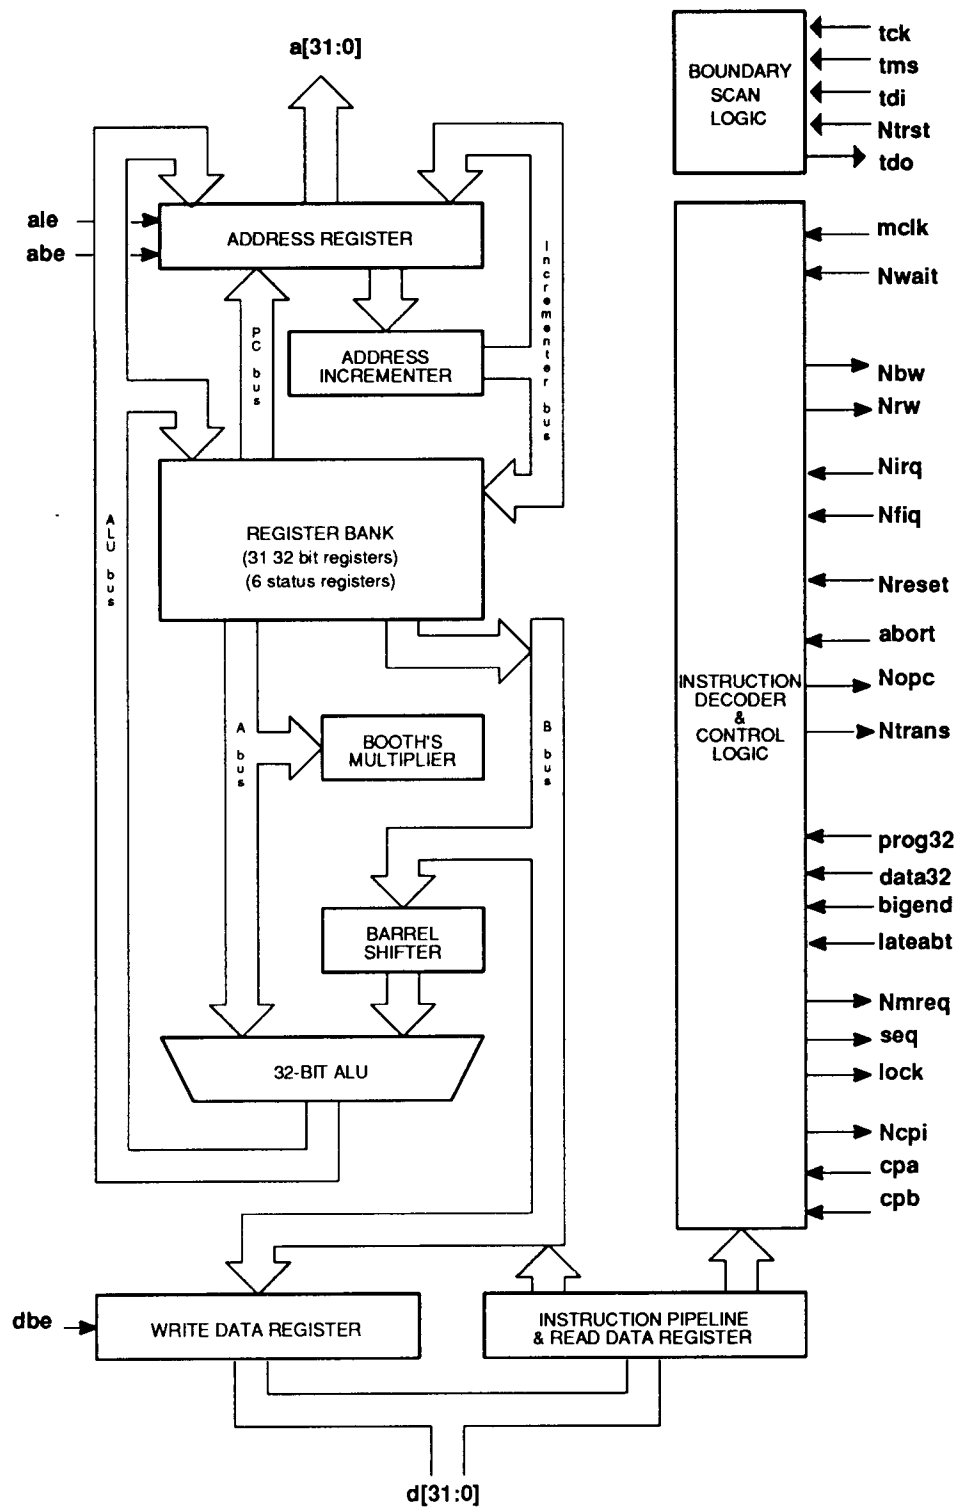 a[31:0]
BOUNDARY
SCAN
LOGIC
tck
tms
tdi
Ntrst
tdo
ale
abe
ADDRESS REGISTER
PC bus
ADDRESS
INCREMENTER
Incrementer bus
ALU bus
REGISTER BANK
(31 32 bit registers)
(6 status registers)
A bus
BOOTH'S
MULTIPLIER
B bus
BARREL
SHIFTER
32-BIT ALU
INSTRUCTION
DECODER
&
CONTROL
LOGIC
mclk
Nwait
Nbw
Nrw
Nirq
Nfiq
Nreset
abort
Nopc
Ntrans
prog32
data32
bigend
lateabt
Nmreq
seq
lock
Ncpi
cpa
cpb
dbe
WRITE DATA REGISTER
INSTRUCTION PIPELINE
& READ DATA REGISTER
d[31:0]